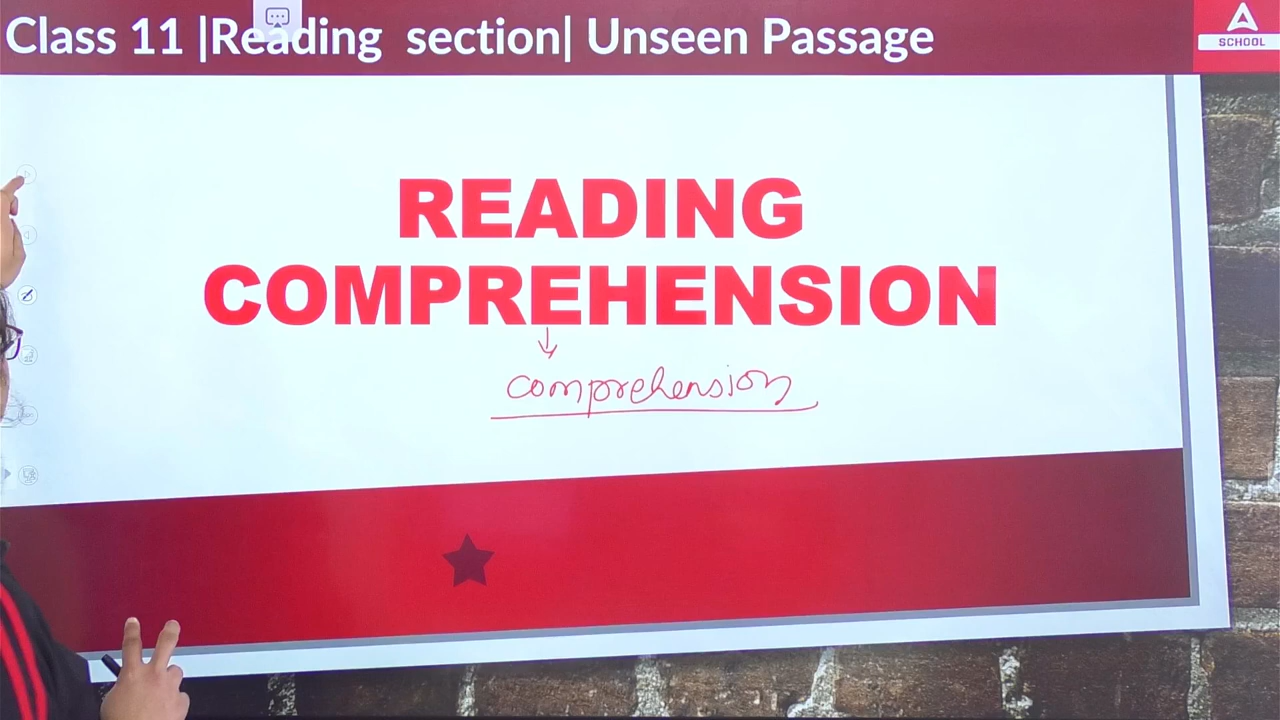 Class 11 |Reading section| Unseen Passage
SCHOOL
READING
COMPREHENSION
comprehension